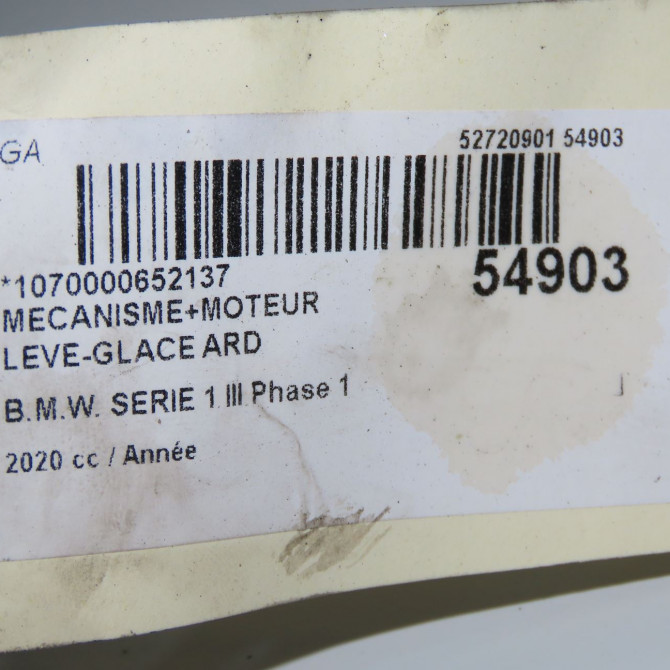 GA
52720901 54903
54903
*1070000652137
MECANISME+MOTEUR
LEVE-GLACE ARD
B.M.W. SERIE 1 III Phase 1
2020 cc / Année